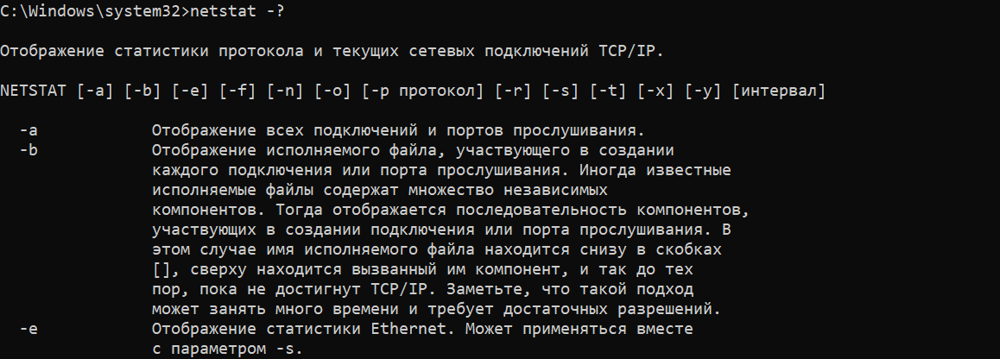 C:\Windows\system32>netstat -?
Отображение статистики протокола и текущих сетевых подключений TCP/IP.
NETSTAT [-a] [-b] [-e] [-f] [-n] [-o] [-p протокол] [-r] [-s] [-t] [-x] [-y] [интервал]
-a Отображение всех подключений и портов прослушивания.
-b Отображение исполняемого файла, участвующего в создании
каждого подключения или порта прослушивания. Иногда известные
исполняемые файлы содержат множество независимых
компонентов. Тогда отображается последовательность компонентов,
участвующих в создании подключения или порта прослушивания. В
этом случае имя исполняемого файла находится снизу в скобках
[], сверху находится вызванный им компонент, и так до тех
пор, пока не достигнут TCP/IP. Заметьте, что такой подход
может занять много времени и требует достаточных разрешений.
-e Отображение статистики Ethernet. Может применяться вместе
с параметром -s.